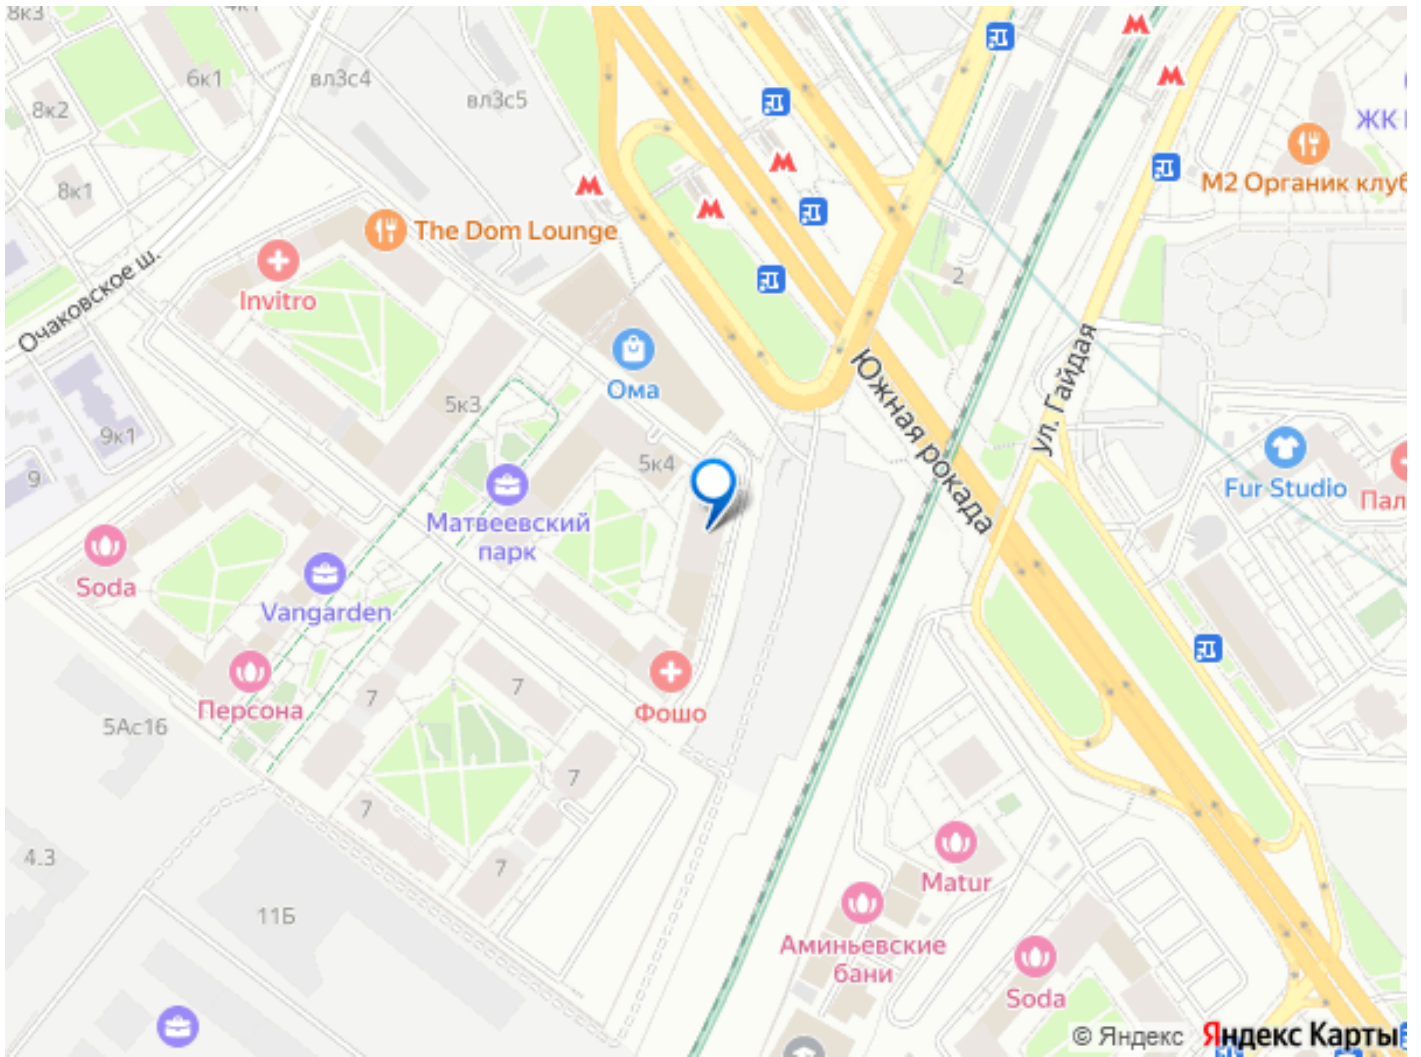 8к3
4к1
6к1
вл3с4
вл3с5
8к2
8к1
ЖК
М2 Органик клуб
The Dom Lounge
Invitro
Очаковское ш.
2
Ома
Южная рокада
ул. Гайдая
5к3
9к1
9
5к4
Матвеевский
парк
Fur Studio
Пал
Soda
Vangarden
Персона
7
7
Фошо
5Ас16
7
7
7
4.3
11Б
Matur
Аминьевские
бани
Soda
© Яндекс Яндекс Карты